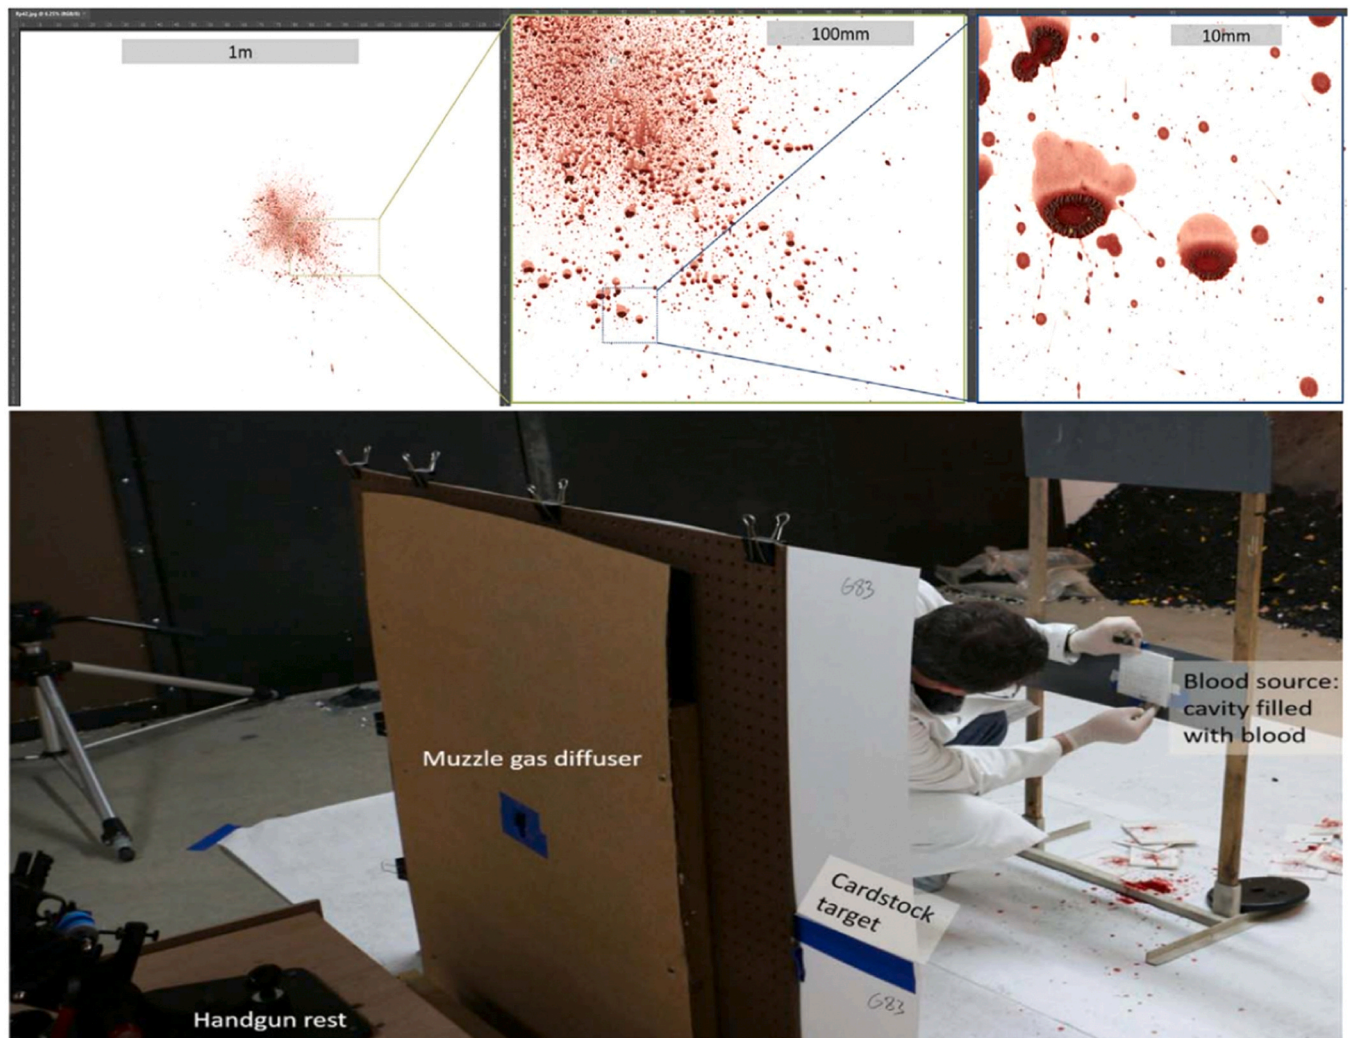 1m
100mm
10mm
G83
Muzzle gas diffuser
Blood source:
cavity filled
with blood
Cardstock
target
G83
Handgun rest